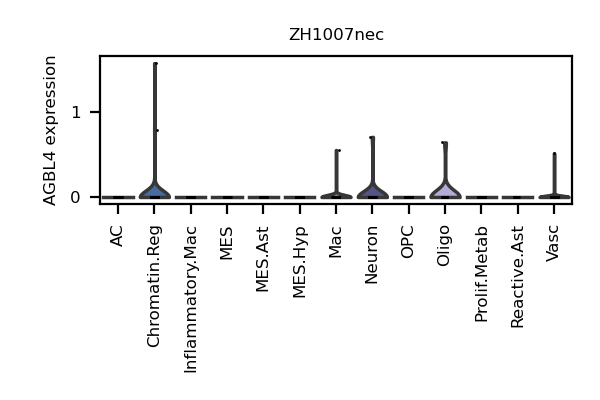 ZH1007nec
AGBL4 expression
1
0
AC
Chromatin.Reg
Inflammatory.Mac
MES
MES.Ast
MES.Hyp
Mac
Neuron
OPC
Oligo
Prolif.Metab
Reactive.Ast
Vasc